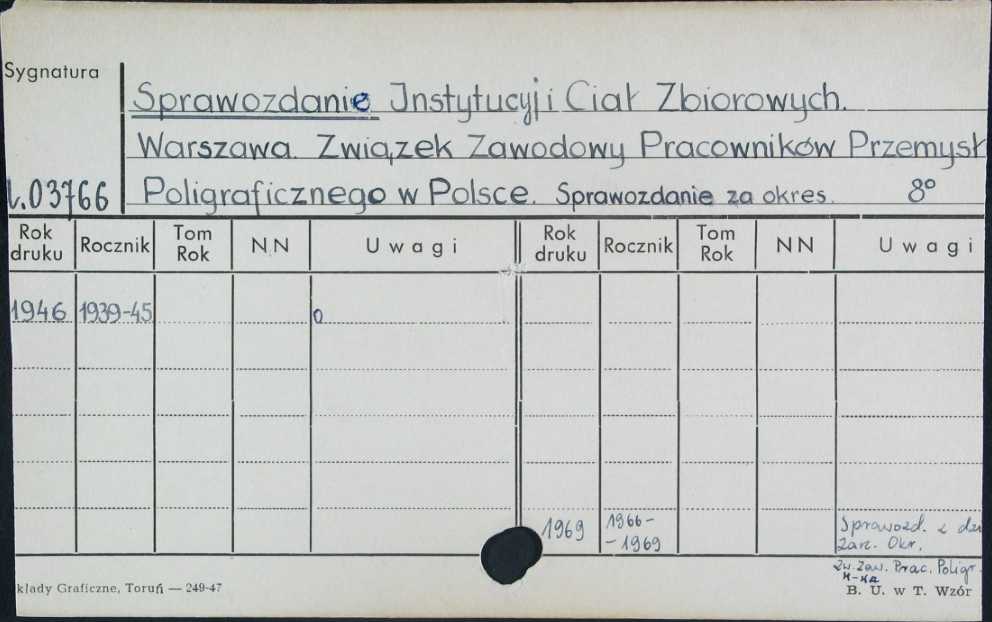 Sygnatura
Sprawozdanie Instytucyj i Ciał Zbiorowych.
Warszawa. Związek Zawodowy Pracowników Przemysł
03766 Poligraficznego w Polsce. Sprawozdanie za okres. 8°
Rok druku Rocznik Tom Rok NN Uwagi Rok druku Rocznik Tom Rok NN Uwagi
1946 1939-45 0
1969 1966-
-1969
Sprawozd. z
Zarz. Okr.
Zw. Zaw. Prac. Poligr.
kłady Graficzne, Toruń — 249-47
B. U. w T. Wzór